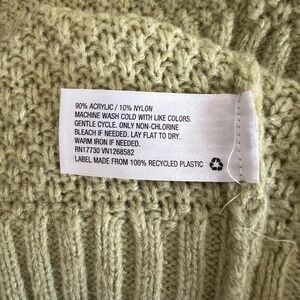 90% ACRYLIC / 10% NYLON
MACHINE WASH COLD WITH LIKE COLORS.
GENTLE CYCLE. ONLY NON-CHLORINE
BLEACH IF NEEDED. LAY FLAT TO DRY.
WARM IRON IF NEEDED.
RN17730 VN1268582
LABEL MADE FROM 100% RECYCLED PLASTIC